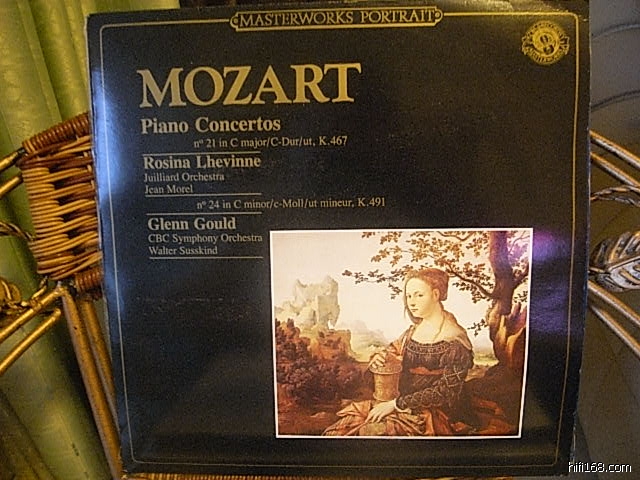 MASTERWORKS PORTRAIT
MOZART
Piano Concertos
nº 21 in C major/C-Dur/ut, K.467
Rosina Lhevinne
Juilliard Orchestra
Jean Morel
nº 24 in C minor/c-Moll/ut mineur, K.491
Glenn Gould
CBC Symphony Orchestra
Walter Susskind
hifi168.com